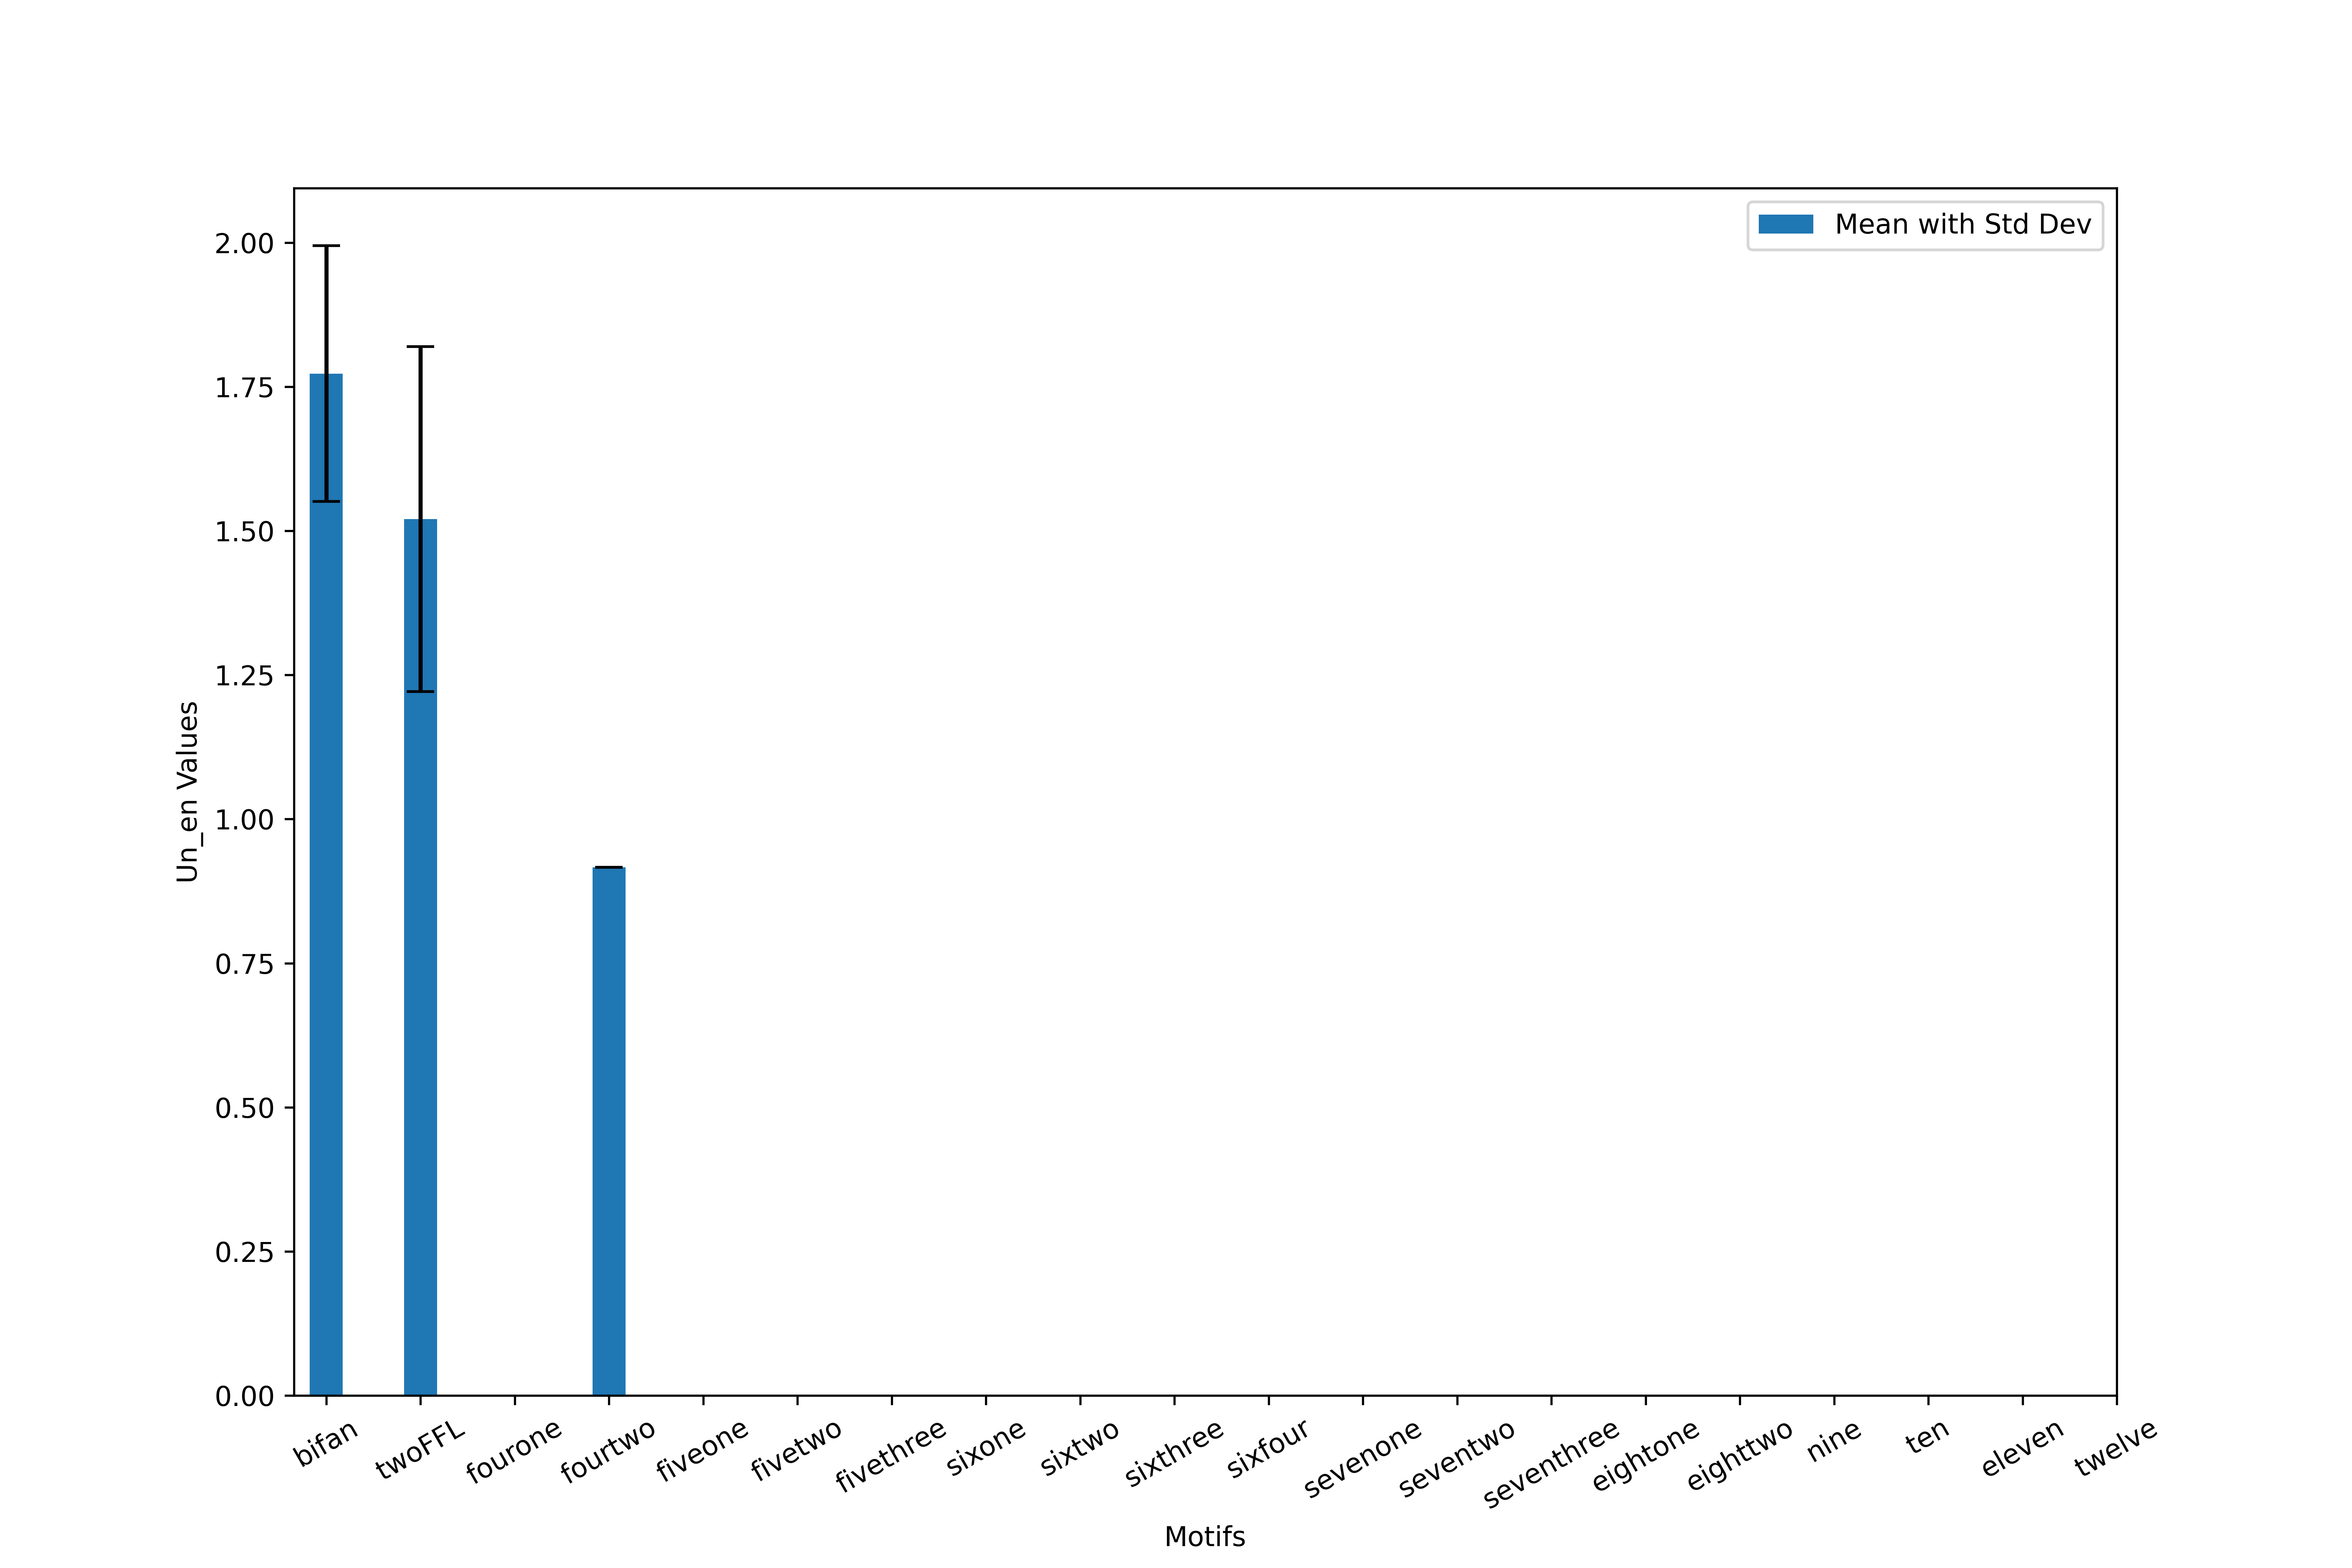 Mean with Std Dev
2.00
1.75
1.50
1.25
1.00
0.75
0.50
0.25
0.00
Un_en Values
bifan
twoFFL
fourone
fourtwo
fiveone
fivetwo
fivethree
sixone
sixtwo
sixthree
sixfour
sevenone
seventwo
seventhree
eightone
eighttwo
nine
ten
eleven
twelve
Motifs